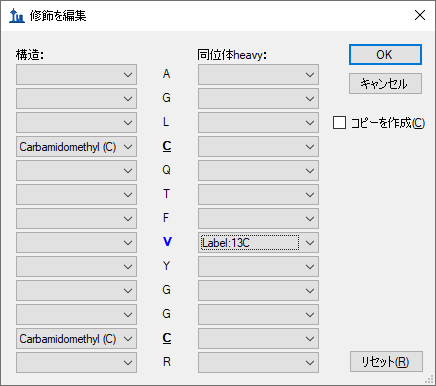 修飾を編集
構造: 同位体heavy:
A
G
L
Carbamidomethyl (C) C
Q
T
F
V Label:13C
Y
G
G
Carbamidomethyl (C) C
R
OK
キャンセル
コピーを作成(C)
リセット(R)